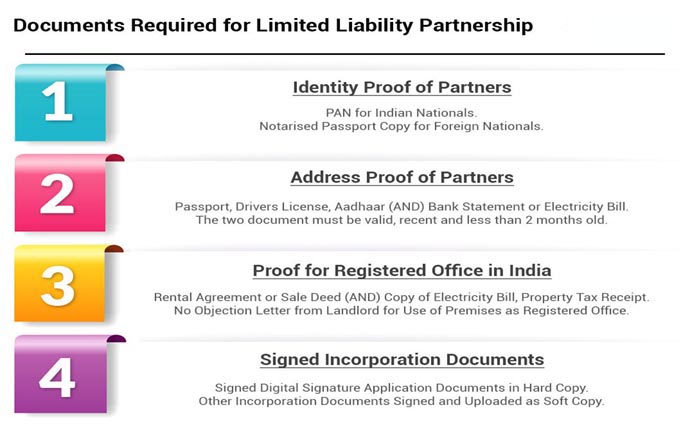 Documents Required for Limited Liability Partnership
1
Identity Proof of Partners
PAN for Indian Nationals.
Notarised Passport Copy for Foreign Nationals.
2
Address Proof of Partners
Passport, Drivers License, Aadhaar (AND) Bank Statement or Electricity Bill.
The two document must be valid, recent and less than 2 months old.
3
Proof for Registered Office in India
Rental Agreement or Sale Deed (AND) Copy of Electricity Bill, Property Tax Receipt.
No Objection Letter from Landlord for Use of Premises as Registered Office.
4
Signed Incorporation Documents
Signed Digital Signature Application Documents in Hard Copy.
Other Incorporation Documents Signed and Uploaded as Soft Copy.